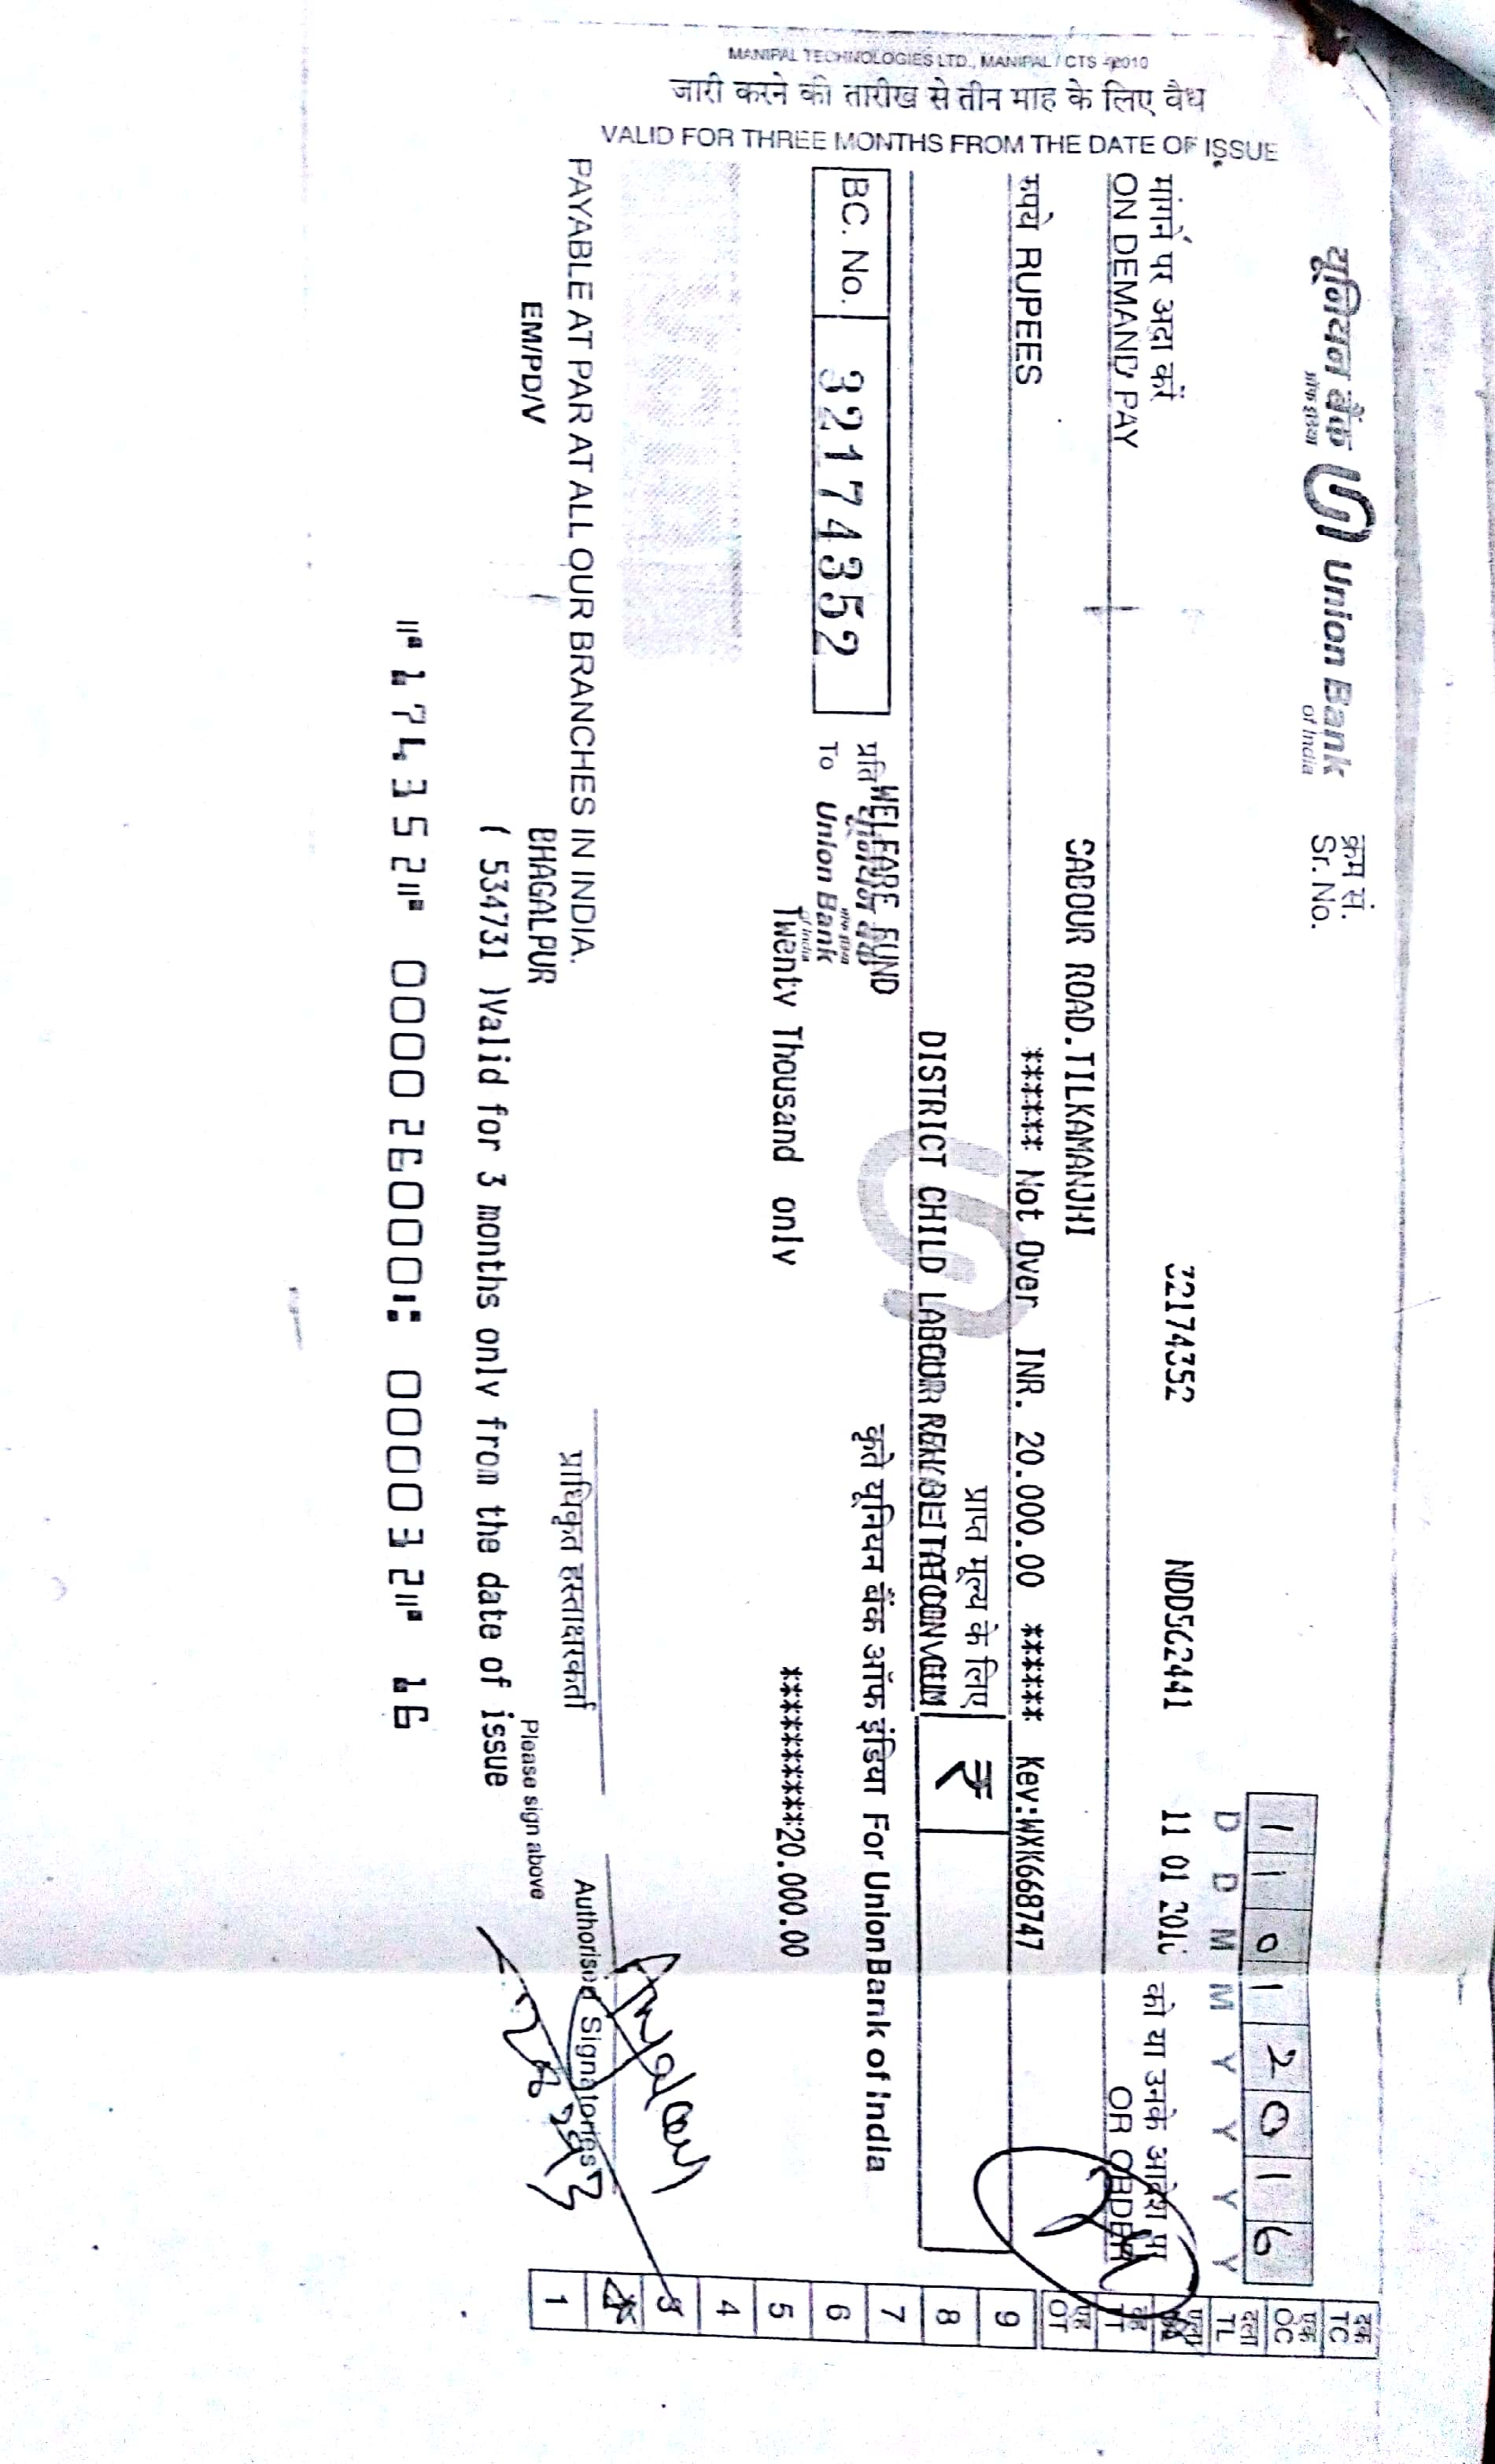 MANIPAL TECHNOLOGIES LTD., MANIPAL / CTS - 2010
जारी करने की तारीख से तीन माह के लिए वैध
VALID FOR THREE MONTHS FROM THE DATE OF ISSUE
यूनियन बैंक Union Bank
ऑफ इंडिया of India
क्रम सं.
Sr. No.
1 1 0 1 2 0 1 6
D D M M Y Y Y Y
32174352 NDD562441 11 01 201
मांगने पर अदा करें को या उनके आदेश पर
ON DEMAND PAY OR ORDER
SABOUR ROAD.TILKAMANJHI
रुपये RUPEES ****** Not Over INR. 20.000.00 ****** Key:WXK668747
प्राप्त मूल्य के लिए
DISTRICT CHILD LABOUR
₹
WELFARE FUND
BC. No. 32174352
प्रति यूनियन बैंक ऑफ इंडिया
To Union Bank of India
कृते यूनियन बैंक ऑफ इंडिया For Union Bank of India
Twenty Thousand only **********20.000.00
PAYABLE AT PAR AT ALL OUR BRANCHES IN INDIA.
प्राधिकृत हस्ताक्षरकर्ता Authorised Signatories
EM/PD/V BHAGALPUR Please sign above
( 534731 )Valid for 3 months only from the date of issue
⑈174352⑈ 000026000⑆ 000032⑈ 16
TC
OC
TL
TT
OT
9
8
7
6
5
4
3
1